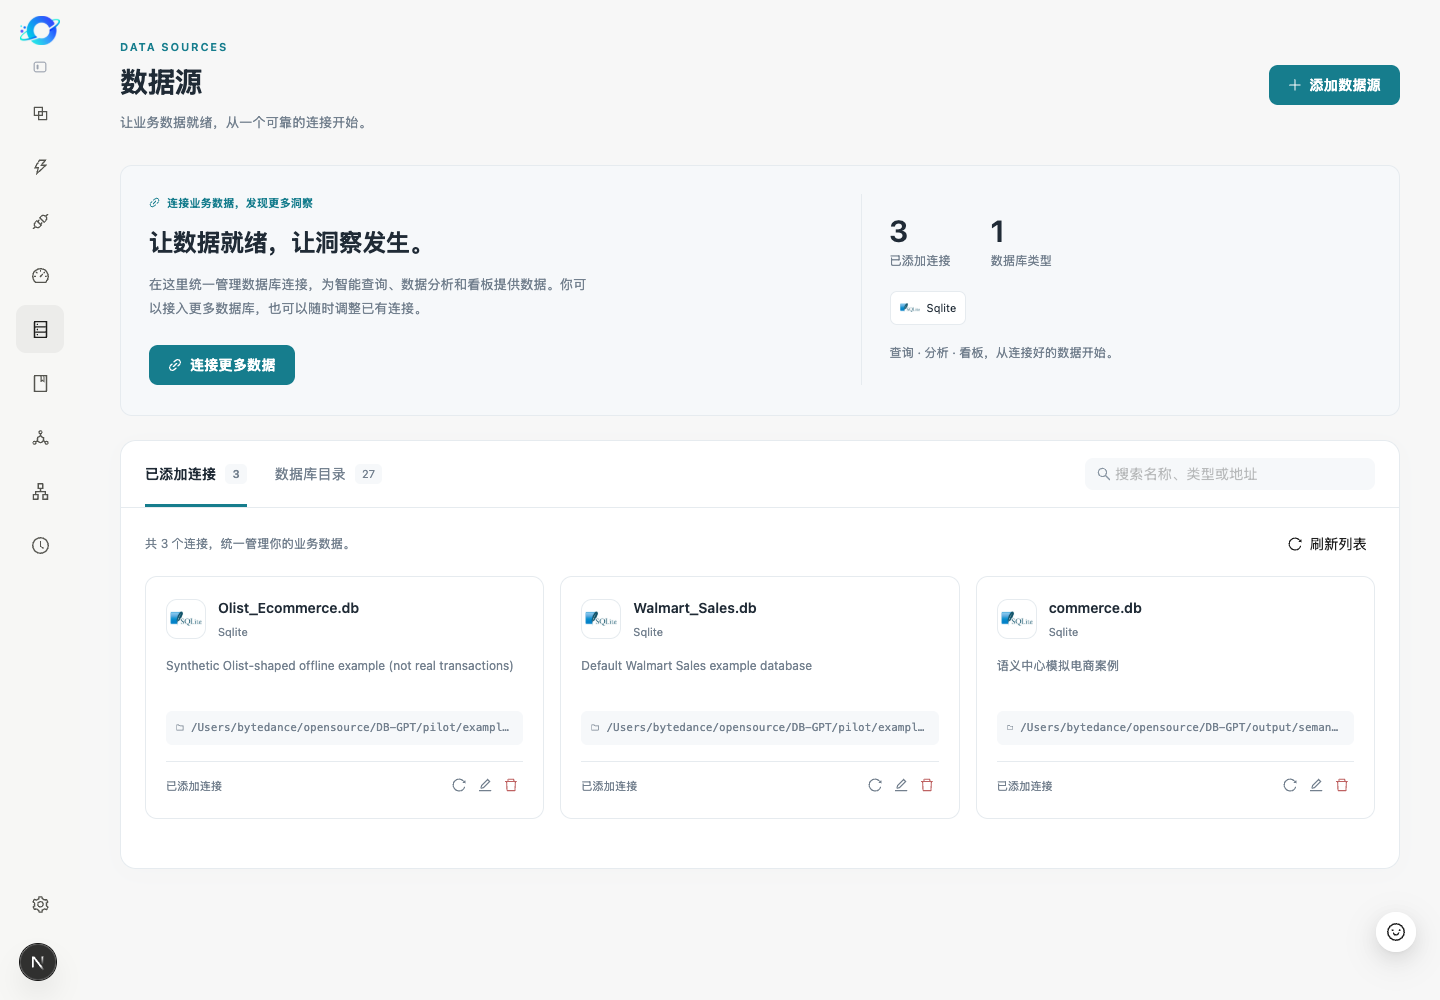 DATA SOURCES
数据源
让业务数据就绪，从一个可靠的连接开始。
添加数据源
连接业务数据，发现更多洞察
让数据就绪，让洞察发生。
在这里统一管理数据库连接，为智能查询、数据分析和看板提供数据。你可
以接入更多数据库，也可以随时调整已有连接。
连接更多数据
3
已添加连接
1
数据库类型
Sqlite
查询 · 分析 · 看板，从连接好的数据开始。
已添加连接 3
数据库目录 27
搜索名称、类型或地址
共 3 个连接，统一管理你的业务数据。
刷新列表
SQLite
Olist_Ecommerce.db
Sqlite
Synthetic Olist-shaped offline example (not real transactions)
/Users/bytedance/opensource/DB-GPT/pilot/exampl…
已添加连接
SQLite
Walmart_Sales.db
Sqlite
Default Walmart Sales example database
/Users/bytedance/opensource/DB-GPT/pilot/exampl…
已添加连接
SQLite
commerce.db
Sqlite
语义中心模拟电商案例
/Users/bytedance/opensource/DB-GPT/output/seman…
已添加连接
N